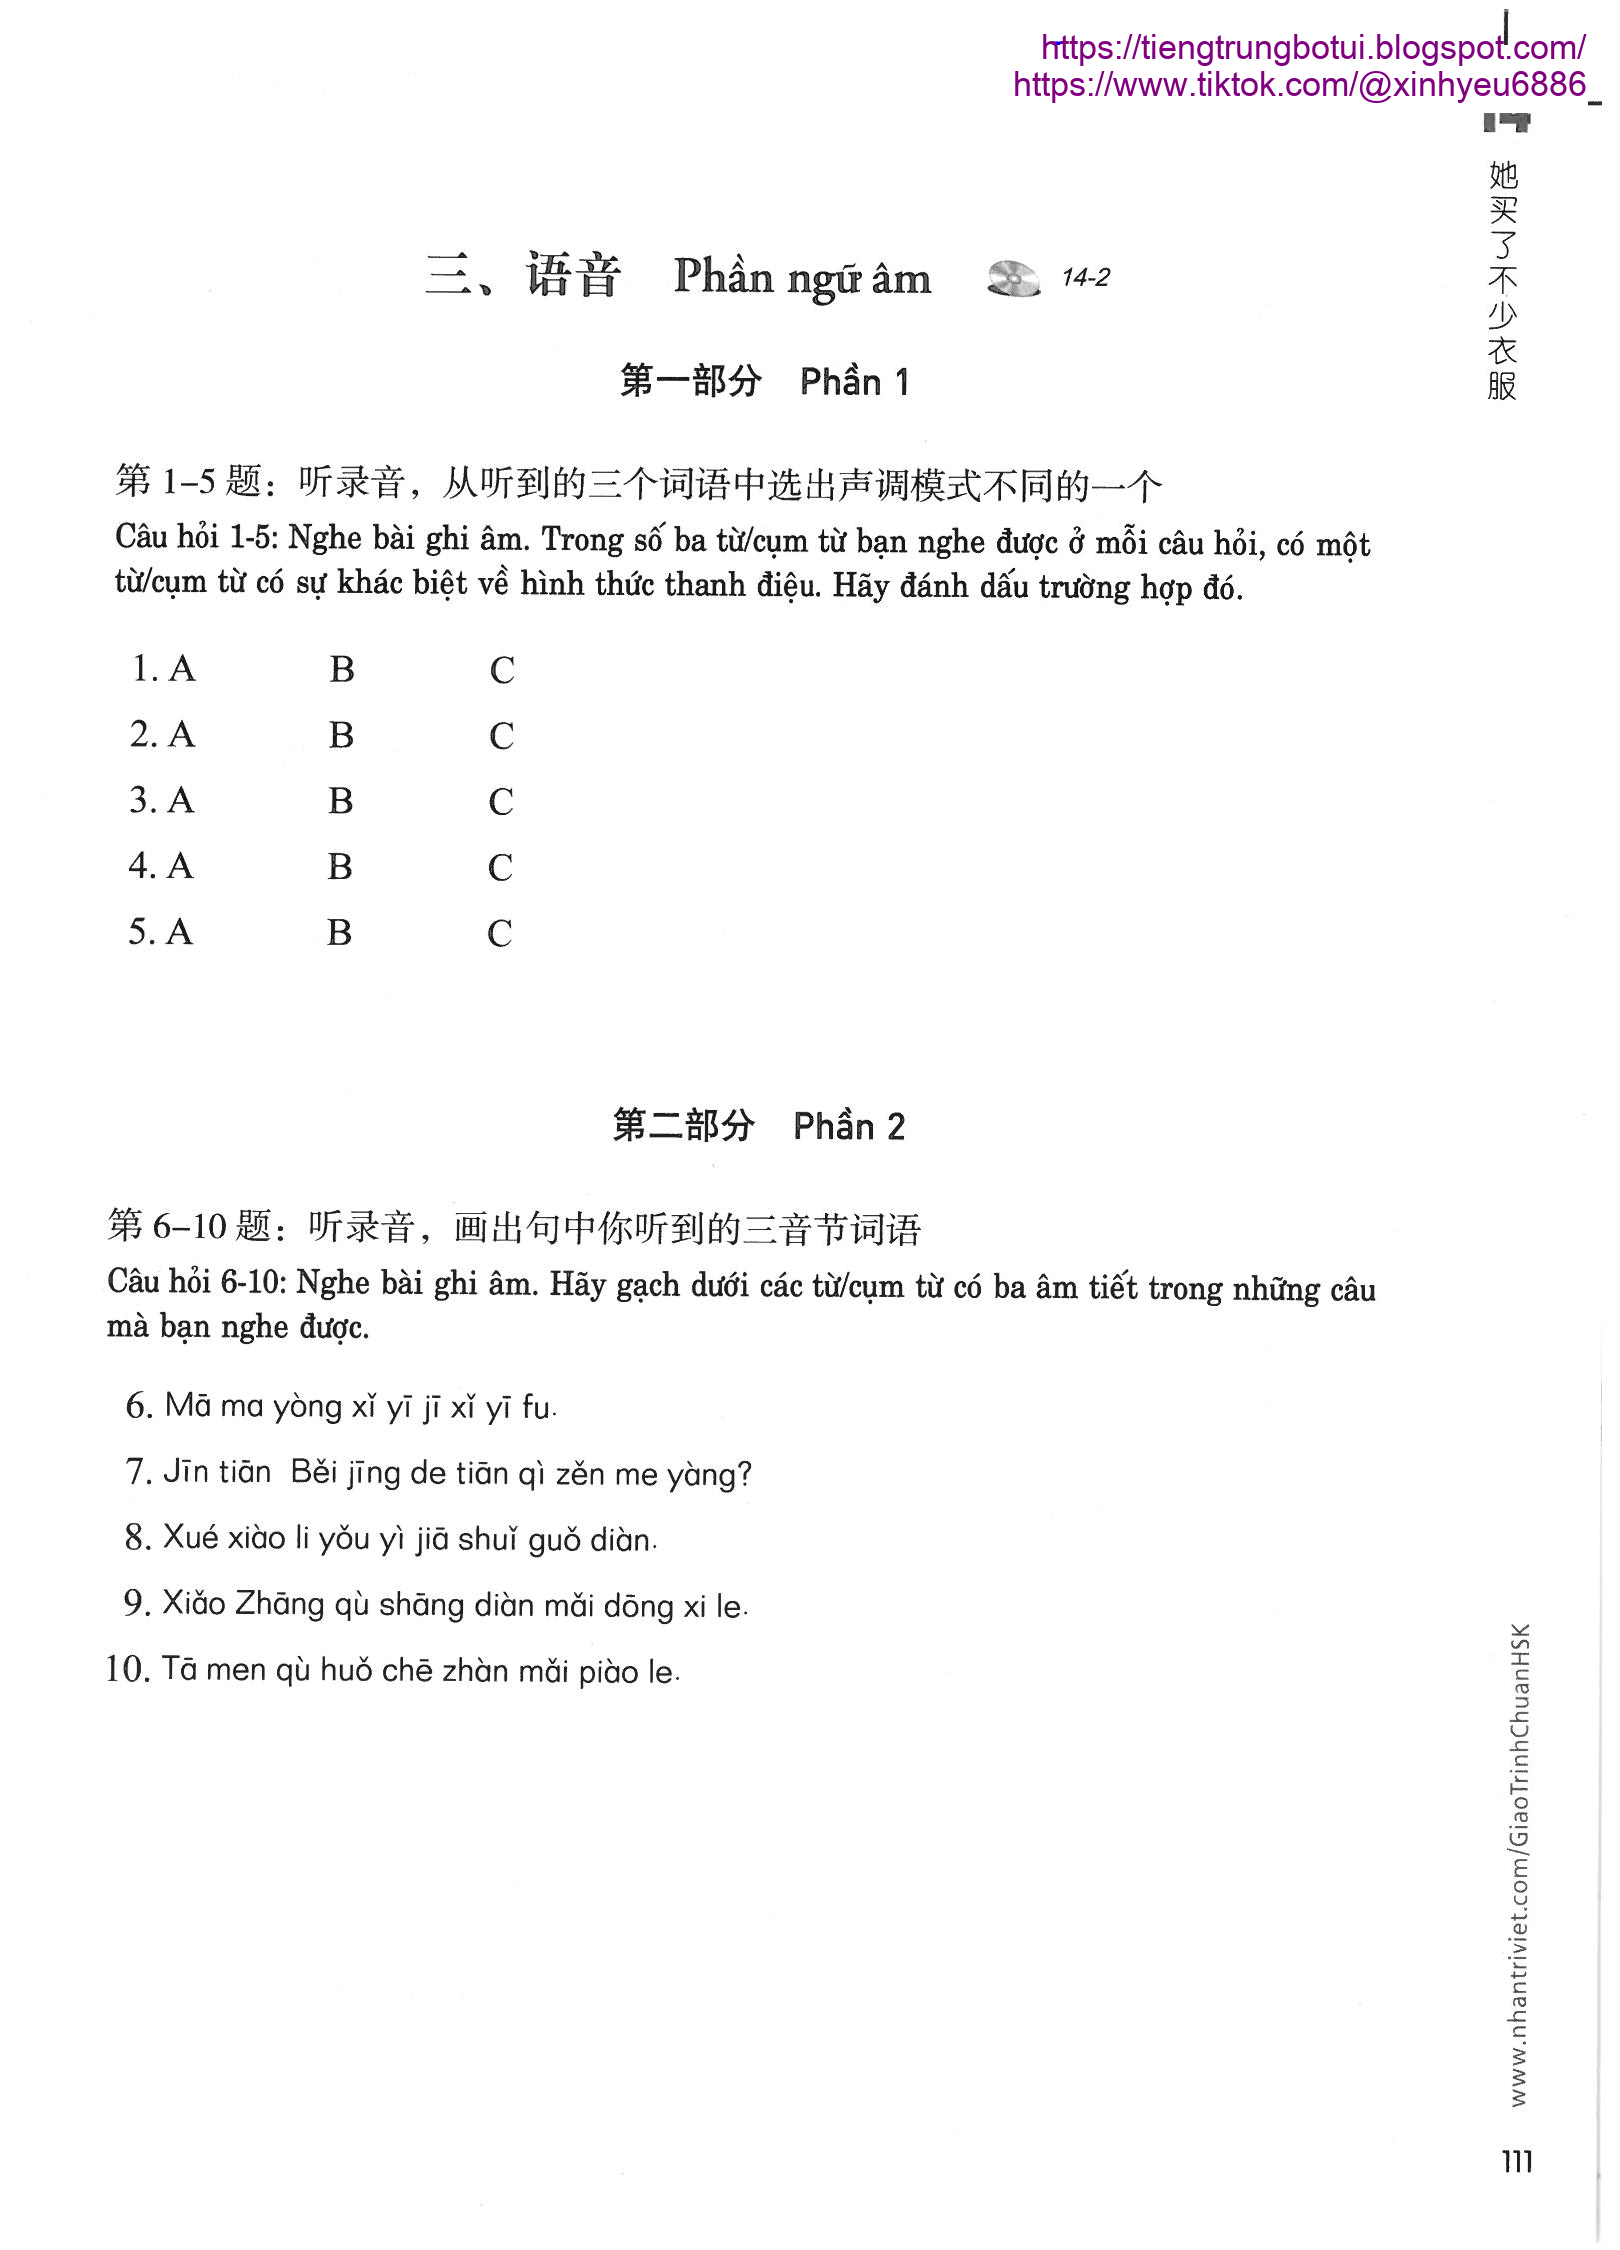 https://tiengtrungbotui.blogspot.com/
https://www.tiktok.com/@xinhyeu6886
她买了不少衣服
三、语音 Phần ngữ âm 14-2
第一部分 Phần 1
第 1–5 题：听录音，从听到的三个词语中选出声调模式不同的一个
Câu hỏi 1-5: Nghe bài ghi âm. Trong số ba từ/cụm từ bạn nghe được ở mỗi câu hỏi, có một
từ/cụm từ có sự khác biệt về hình thức thanh điệu. Hãy đánh dấu trường hợp đó.
1. A B C
2. A B C
3. A B C
4. A B C
5. A B C
第二部分 Phần 2
第 6–10 题：听录音，画出句中你听到的三音节词语
Câu hỏi 6-10: Nghe bài ghi âm. Hãy gạch dưới các từ/cụm từ có ba âm tiết trong những câu
mà bạn nghe được.
6. Mā ma yòng xǐ yī jī xǐ yī fu.
7. Jīn tiān Běi jīng de tiān qì zěn me yàng?
8. Xué xiào li yǒu yì jiā shuǐ guǒ diàn.
9. Xiǎo Zhāng qù shāng diàn mǎi dōng xi le.
10. Tā men qù huǒ chē zhàn mǎi piào le.
www.nhantriviet.com/GiaoTrinhChuanHSK
111